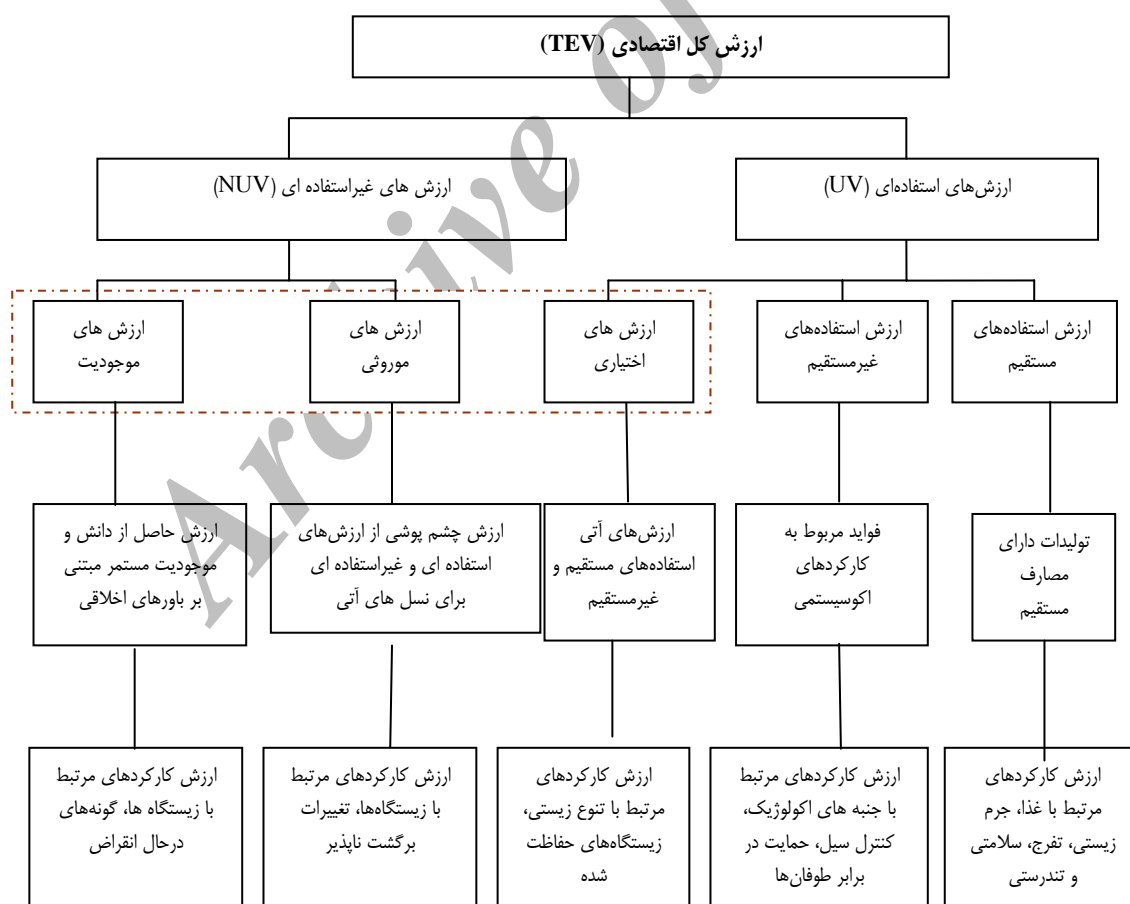 ارزش کل اقتصادی (TEV)
ارزش‌های استفاده‌ای (UV)
ارزش های غیراستفاده ای (NUV)
ارزش استفاده‌های
مستقیم
ارزش استفاده‌های
غیرمستقیم
ارزش های
اختیاری
ارزش های
موروثی
ارزش های
موجودیت
تولیدات دارای
مصارف
مستقیم
فواید مربوط به
کارکردهای
اکوسیستمی
ارزش‌های آتی
استفاده‌های مستقیم و
غیرمستقیم
ارزش چشم پوشی از ارزش‌های
استفاده ای و غیراستفاده ای
برای نسل های آتی
ارزش حاصل از دانش و
موجودیت مستمر مبتنی
بر باورهای اخلاقی
ارزش کارکردهای
مرتبط با غذا، جرم
زیستی، تفرج، سلامتی
و تندرستی
ارزش کارکردهای مرتبط
با جنبه های اکولوژیک،
کنترل سیل، حمایت در
برابر طوفان‌ها
ارزش کارکردهای
مرتبط با تنوع زیستی،
زیستگاه‌های حفاظت
شده
ارزش کارکردهای مرتبط
با زیستگاه‌ها، تغییرات
برگشت ناپذیر
ارزش کارکردهای مرتبط
با زیستگاه ها، گونه‌های
درحال انقراض
Archive of